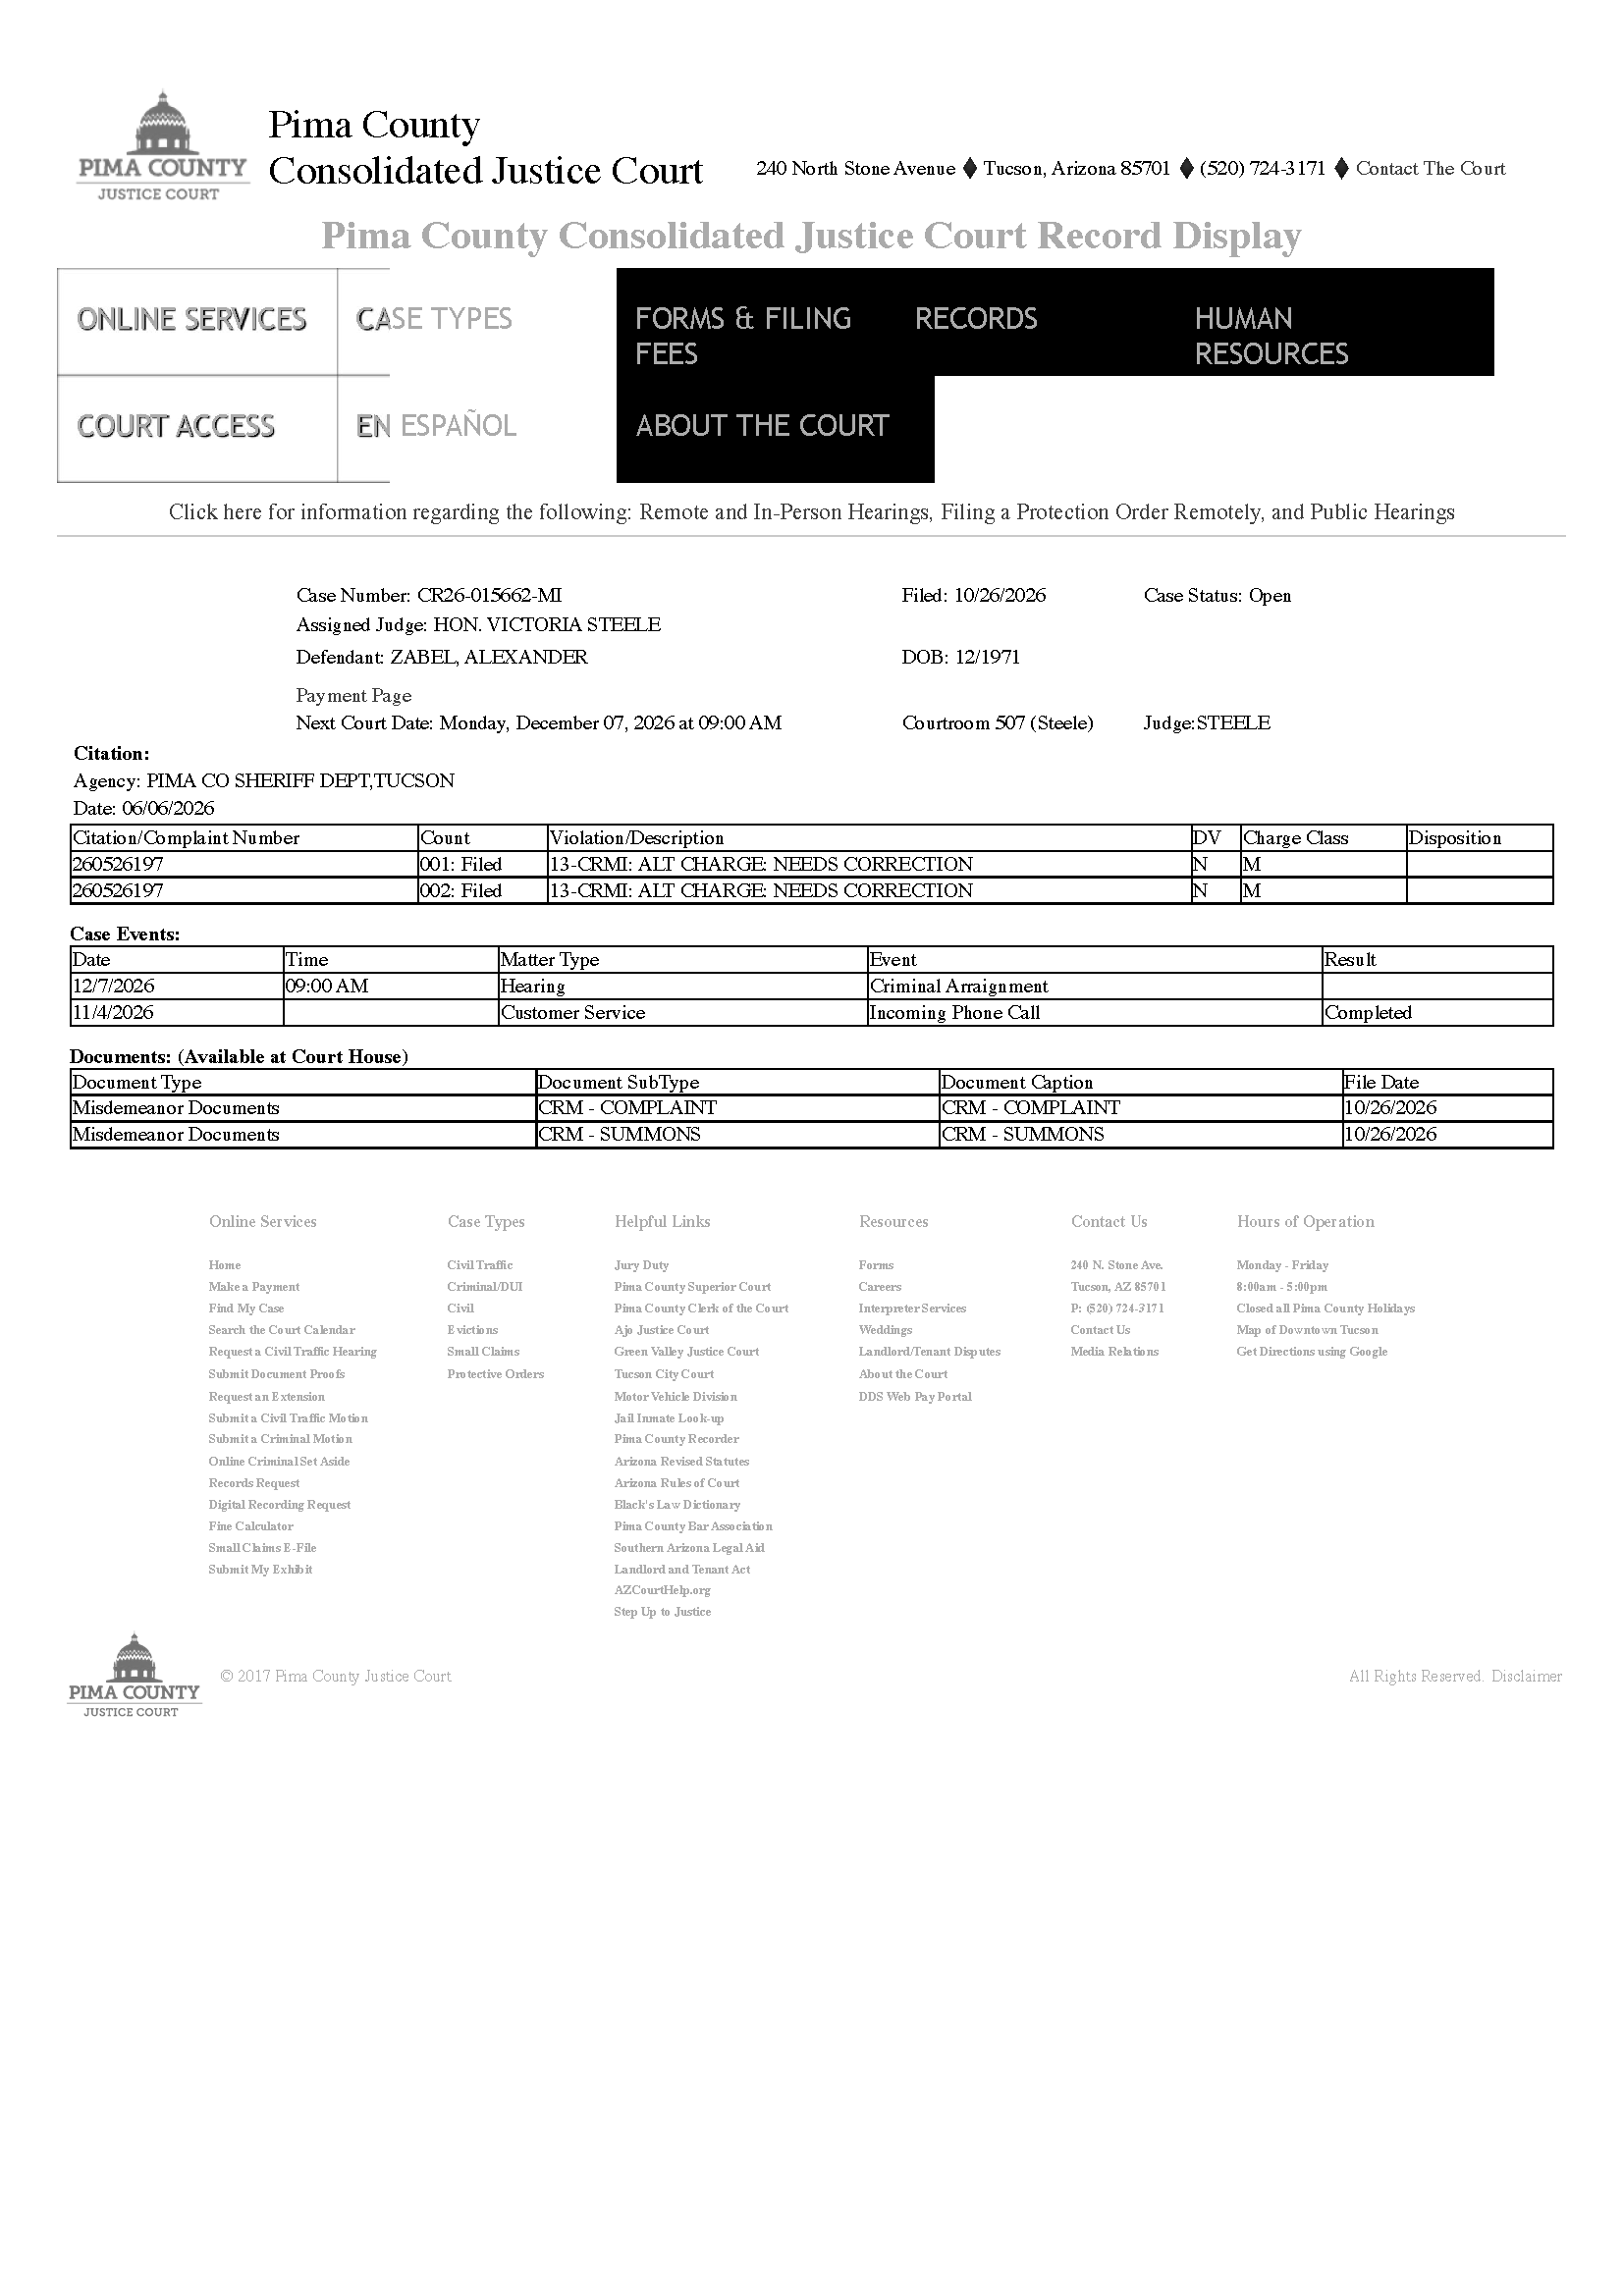 PIMA COUNTY
JUSTICE COURT
Pima County
Consolidated Justice Court
240 North Stone Avenue ♦ Tucson, Arizona 85701 ♦ (520) 724-3171 ♦ Contact The Court
Pima County Consolidated Justice Court Record Display
ONLINE SERVICES CASE TYPES FORMS & FILING FEES RECORDS HUMAN RESOURCES
COURT ACCESS EN ESPAÑOL ABOUT THE COURT
Click here for information regarding the following: Remote and In-Person Hearings, Filing a Protection Order Remotely, and Public Hearings
Case Number: CR26-015662-MI Filed: 10/26/2026 Case Status: Open
Assigned Judge: HON. VICTORIA STEELE
Defendant: ZABEL, ALEXANDER DOB: 12/1971
Payment Page
Next Court Date: Monday, December 07, 2026 at 09:00 AM Courtroom 507 (Steele) Judge:STEELE
Citation:
Agency: PIMA CO SHERIFF DEPT,TUCSON
Date: 06/06/2026
Citation/Complaint Number Count Violation/Description DV Charge Class Disposition
260526197 001: Filed 13-CRMI: ALT CHARGE: NEEDS CORRECTION N M
260526197 002: Filed 13-CRMI: ALT CHARGE: NEEDS CORRECTION N M
Case Events:
Date Time Matter Type Event Result
12/7/2026 09:00 AM Hearing Criminal Arraignment
11/4/2026 Customer Service Incoming Phone Call Completed
Documents: (Available at Court House)
Document Type Document SubType Document Caption File Date
Misdemeanor Documents CRM - COMPLAINT CRM - COMPLAINT 10/26/2026
Misdemeanor Documents CRM - SUMMONS CRM - SUMMONS 10/26/2026
Online Services
Home
Make a Payment
Find My Case
Search the Court Calendar
Request a Civil Traffic Hearing
Submit Document Proofs
Request an Extension
Submit a Civil Traffic Motion
Submit a Criminal Motion
Online Criminal Set Aside
Records Request
Digital Recording Request
Fine Calculator
Small Claims E-File
Submit My Exhibit
Case Types
Civil Traffic
Criminal/DUI
Civil
Evictions
Small Claims
Protective Orders
Helpful Links
Jury Duty
Pima County Superior Court
Pima County Clerk of the Court
Ajo Justice Court
Green Valley Justice Court
Tucson City Court
Motor Vehicle Division
Jail Inmate Look-up
Pima County Recorder
Arizona Revised Statutes
Arizona Rules of Court
Black's Law Dictionary
Pima County Bar Association
Southern Arizona Legal Aid
Landlord and Tenant Act
AZCourtHelp.org
Step Up to Justice
Resources
Forms
Careers
Interpreter Services
Weddings
Landlord/Tenant Disputes
About the Court
DDS Web Pay Portal
Contact Us
240 N. Stone Ave.
Tucson, AZ 85701
P: (520) 724-3171
Contact Us
Media Relations
Hours of Operation
Monday - Friday
8:00am - 5:00pm
Closed all Pima County Holidays
Map of Downtown Tucson
Get Directions using Google
PIMA COUNTY
JUSTICE COURT
© 2017 Pima County Justice Court
All Rights Reserved. Disclaimer